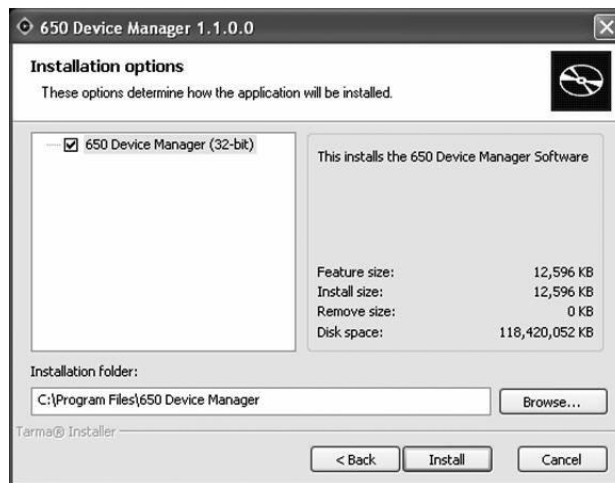 650 Device Manager 1.1.0.0
Installation options
These options determine how the application will be installed.
650 Device Manager (32-bit)
This installs the 650 Device Manager Software
Feature size: 12,596 KB
Install size: 12,596 KB
Remove size: 0 KB
Disk space: 118,420,052 KB
Installation folder:
C:\Program Files\650 Device Manager
Browse...
Tarma® Installer
< Back Install Cancel